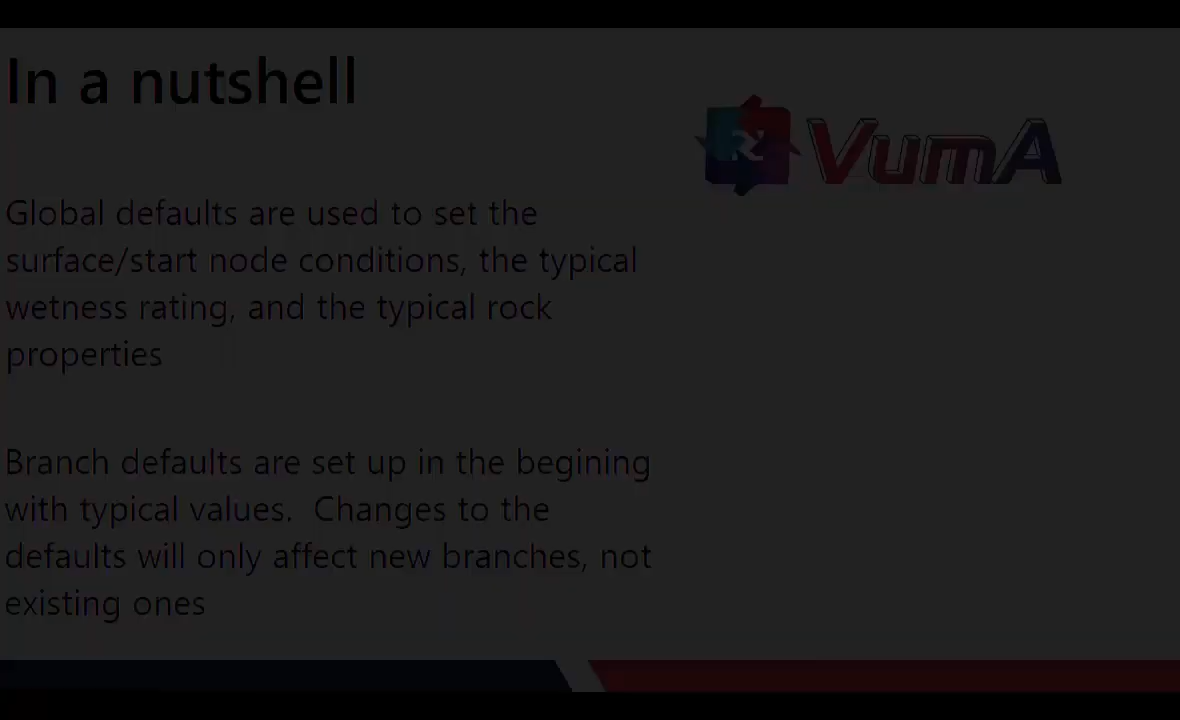 In a nutshell
VumA
Global defaults are used to set the
surface/start node conditions, the typical
wetness rating, and the typical rock
properties
Branch defaults are set up in the begining
with typical values.  Changes to the
defaults will only affect new branches, not
existing ones